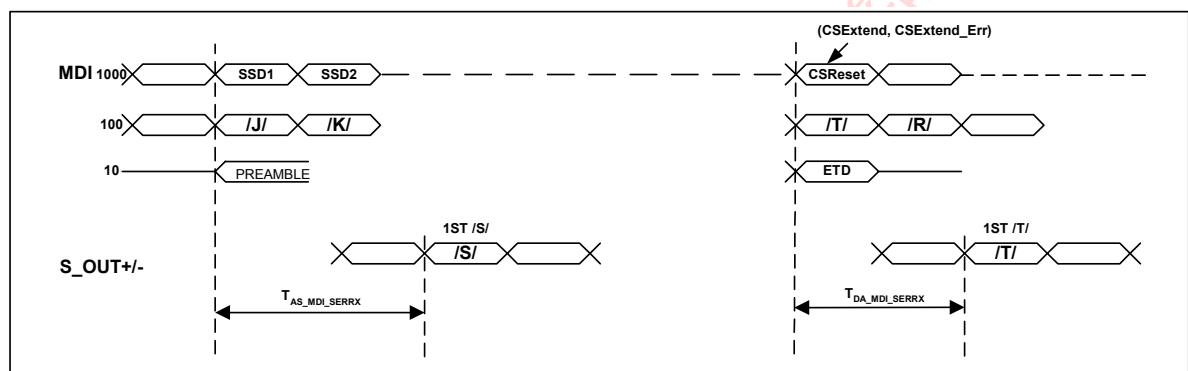 (CSExtend, CSExtend_Err)
MDI 1000 SSD1 SSD2 CSReset
100 /J/ /K/ /T/ /R/
10 PREAMBLE ETD
1ST /S/ 1ST /T/
S_OUT+/- /S/ /T/
TAS_MDI_SERRX TDA_MDI_SERRX